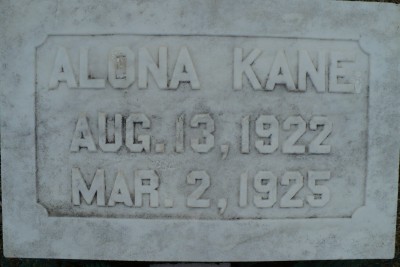 ALONA KANE
AUG. 13, 1922
MAR. 2, 1925